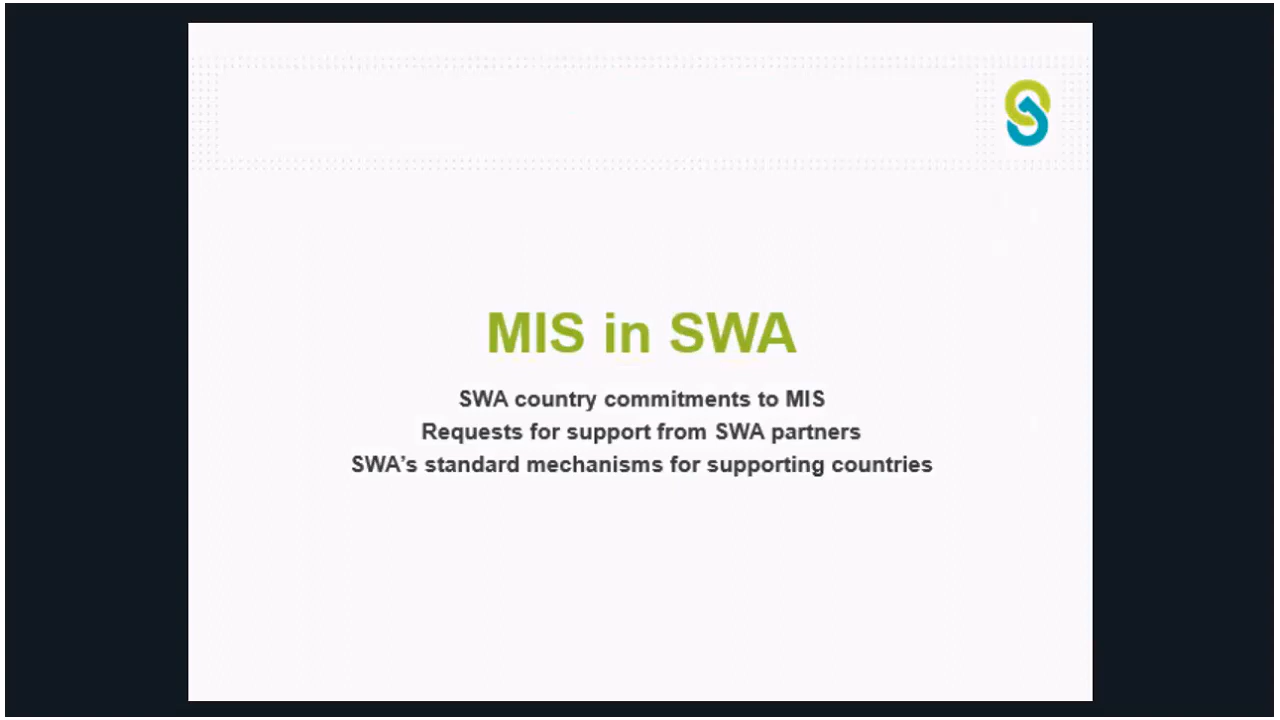 MIS in SWA
SWA country commitments to MIS
Requests for support from SWA partners
SWA’s standard mechanisms for supporting countries